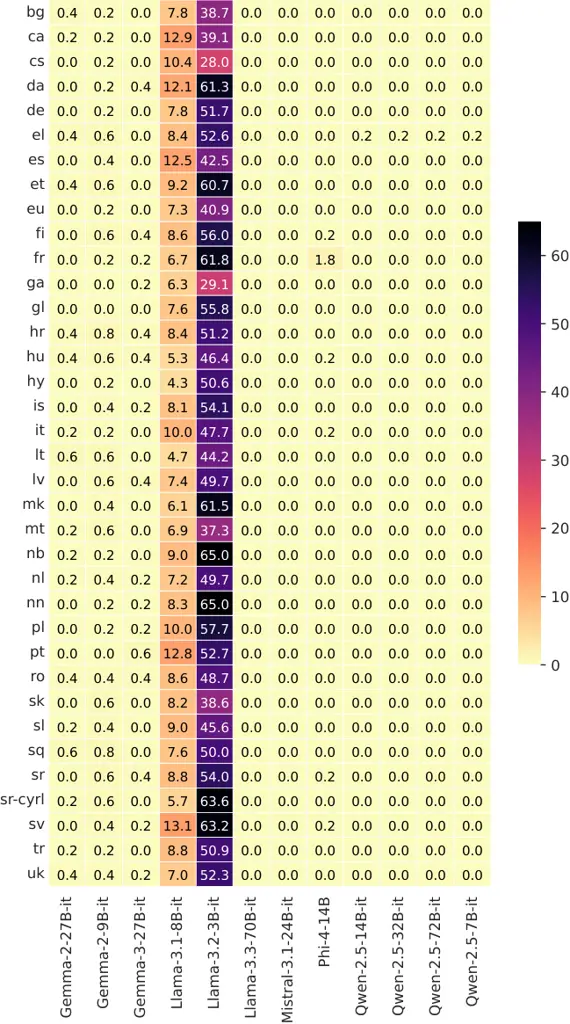 bg 0.4 0.2 0.0 7.8 38.7 0.0 0.0 0.0 0.0 0.0 0.0 0.0
ca 0.2 0.2 0.0 12.9 39.1 0.0 0.0 0.0 0.0 0.0 0.0 0.0
cs 0.0 0.2 0.0 10.4 28.0 0.0 0.0 0.0 0.0 0.0 0.0 0.0
da 0.0 0.2 0.4 12.1 61.3 0.0 0.0 0.0 0.0 0.0 0.0 0.0
de 0.0 0.2 0.0 7.8 51.7 0.0 0.0 0.0 0.0 0.0 0.0 0.0
el 0.4 0.6 0.0 8.4 52.6 0.0 0.0 0.0 0.2 0.2 0.2 0.2
es 0.0 0.4 0.0 12.5 42.5 0.0 0.0 0.0 0.0 0.0 0.0 0.0
et 0.4 0.6 0.0 9.2 60.7 0.0 0.0 0.0 0.0 0.0 0.0 0.0
eu 0.0 0.2 0.0 7.3 40.9 0.0 0.0 0.0 0.0 0.0 0.0 0.0
fi 0.0 0.6 0.4 8.6 56.0 0.0 0.0 0.2 0.0 0.0 0.0 0.0
fr 0.0 0.2 0.2 6.7 61.8 0.0 0.0 1.8 0.0 0.0 0.0 0.0
ga 0.0 0.2 0.0 6.3 29.1 0.0 0.0 0.0 0.0 0.0 0.0 0.0
gl 0.0 0.0 0.0 7.6 55.8 0.0 0.0 0.0 0.0 0.0 0.0 0.0
hr 0.4 0.8 0.4 8.4 51.2 0.0 0.0 0.0 0.0 0.0 0.0 0.0
hu 0.4 0.6 0.4 5.3 46.4 0.0 0.0 0.2 0.0 0.0 0.0 0.0
hy 0.0 0.2 0.0 4.3 50.6 0.0 0.0 0.0 0.0 0.0 0.0 0.0
is 0.0 0.4 0.2 8.1 54.1 0.0 0.0 0.0 0.0 0.0 0.0 0.0
it 0.2 0.2 0.0 10.0 47.7 0.0 0.0 0.2 0.0 0.0 0.0 0.0
lt 0.6 0.6 0.0 4.7 44.2 0.0 0.0 0.0 0.0 0.0 0.0 0.0
lv 0.0 0.6 0.4 7.4 49.7 0.0 0.0 0.0 0.0 0.0 0.0 0.0
mk 0.0 0.4 0.0 6.1 61.5 0.0 0.0 0.0 0.0 0.0 0.0 0.0
mt 0.2 0.6 0.0 6.9 37.3 0.0 0.0 0.0 0.0 0.0 0.0 0.0
nb 0.2 0.2 0.0 9.0 65.0 0.0 0.0 0.0 0.0 0.0 0.0 0.0
nl 0.2 0.4 0.2 7.2 49.7 0.0 0.0 0.0 0.0 0.0 0.0 0.0
nn 0.0 0.2 0.2 8.3 65.0 0.0 0.0 0.0 0.0 0.0 0.0 0.0
pl 0.0 0.2 0.2 10.0 57.7 0.0 0.0 0.0 0.0 0.0 0.0 0.0
pt 0.0 0.0 0.6 12.8 52.7 0.0 0.0 0.0 0.0 0.0 0.0 0.0
ro 0.4 0.4 0.4 8.6 48.7 0.0 0.0 0.0 0.0 0.0 0.0 0.0
sk 0.0 0.6 0.0 8.2 38.6 0.0 0.0 0.0 0.0 0.0 0.0 0.0
sl 0.2 0.4 0.0 9.0 45.6 0.0 0.0 0.0 0.0 0.0 0.0 0.0
sq 0.6 0.8 0.0 7.6 50.0 0.0 0.0 0.0 0.0 0.0 0.0 0.0
sr 0.0 0.6 0.4 8.8 54.0 0.0 0.0 0.2 0.0 0.0 0.0 0.0
sr-cyrl 0.2 0.6 0.0 5.7 63.6 0.0 0.0 0.0 0.0 0.0 0.0 0.0
sv 0.0 0.4 0.2 13.1 63.2 0.0 0.0 0.2 0.0 0.0 0.0 0.0
tr 0.2 0.2 0.0 8.8 50.9 0.0 0.0 0.0 0.0 0.0 0.0 0.0
uk 0.4 0.4 0.2 7.0 52.3 0.0 0.0 0.0 0.0 0.0 0.0 0.0
Gemma-2-27B-it
Gemma-2-9B-it
Gemma-3-27B-it
Llama-3.1-8B-it
Llama-3.2-3B-it
Llama-3.3-70B-it
Mistral-3.1-24B-it
Phi-4-14B
Qwen-2.5-14B-it
Qwen-2.5-32B-it
Qwen-2.5-72B-it
Qwen-2.5-7B-it
60
50
40
30
20
10
0